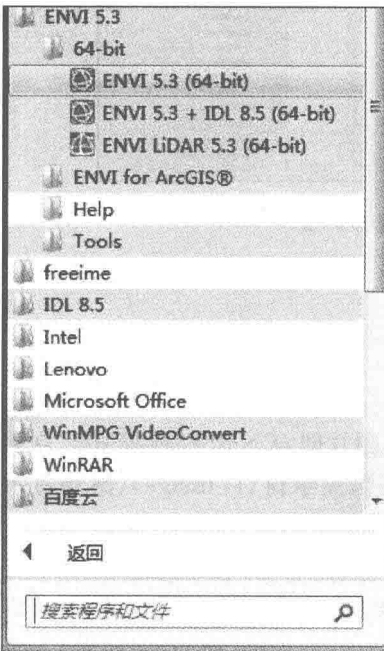 ENVI 5.3
64-bit
ENVI 5.3 (64-bit)
ENVI 5.3 + IDL 8.5 (64-bit)
ENVI LiDAR 5.3 (64-bit)
ENVI for ArcGIS®
Help
Tools
freeime
IDL 8.5
Intel
Lenovo
Microsoft Office
WinMPG VideoConvert
WinRAR
百度云
返回
搜索程序和文件